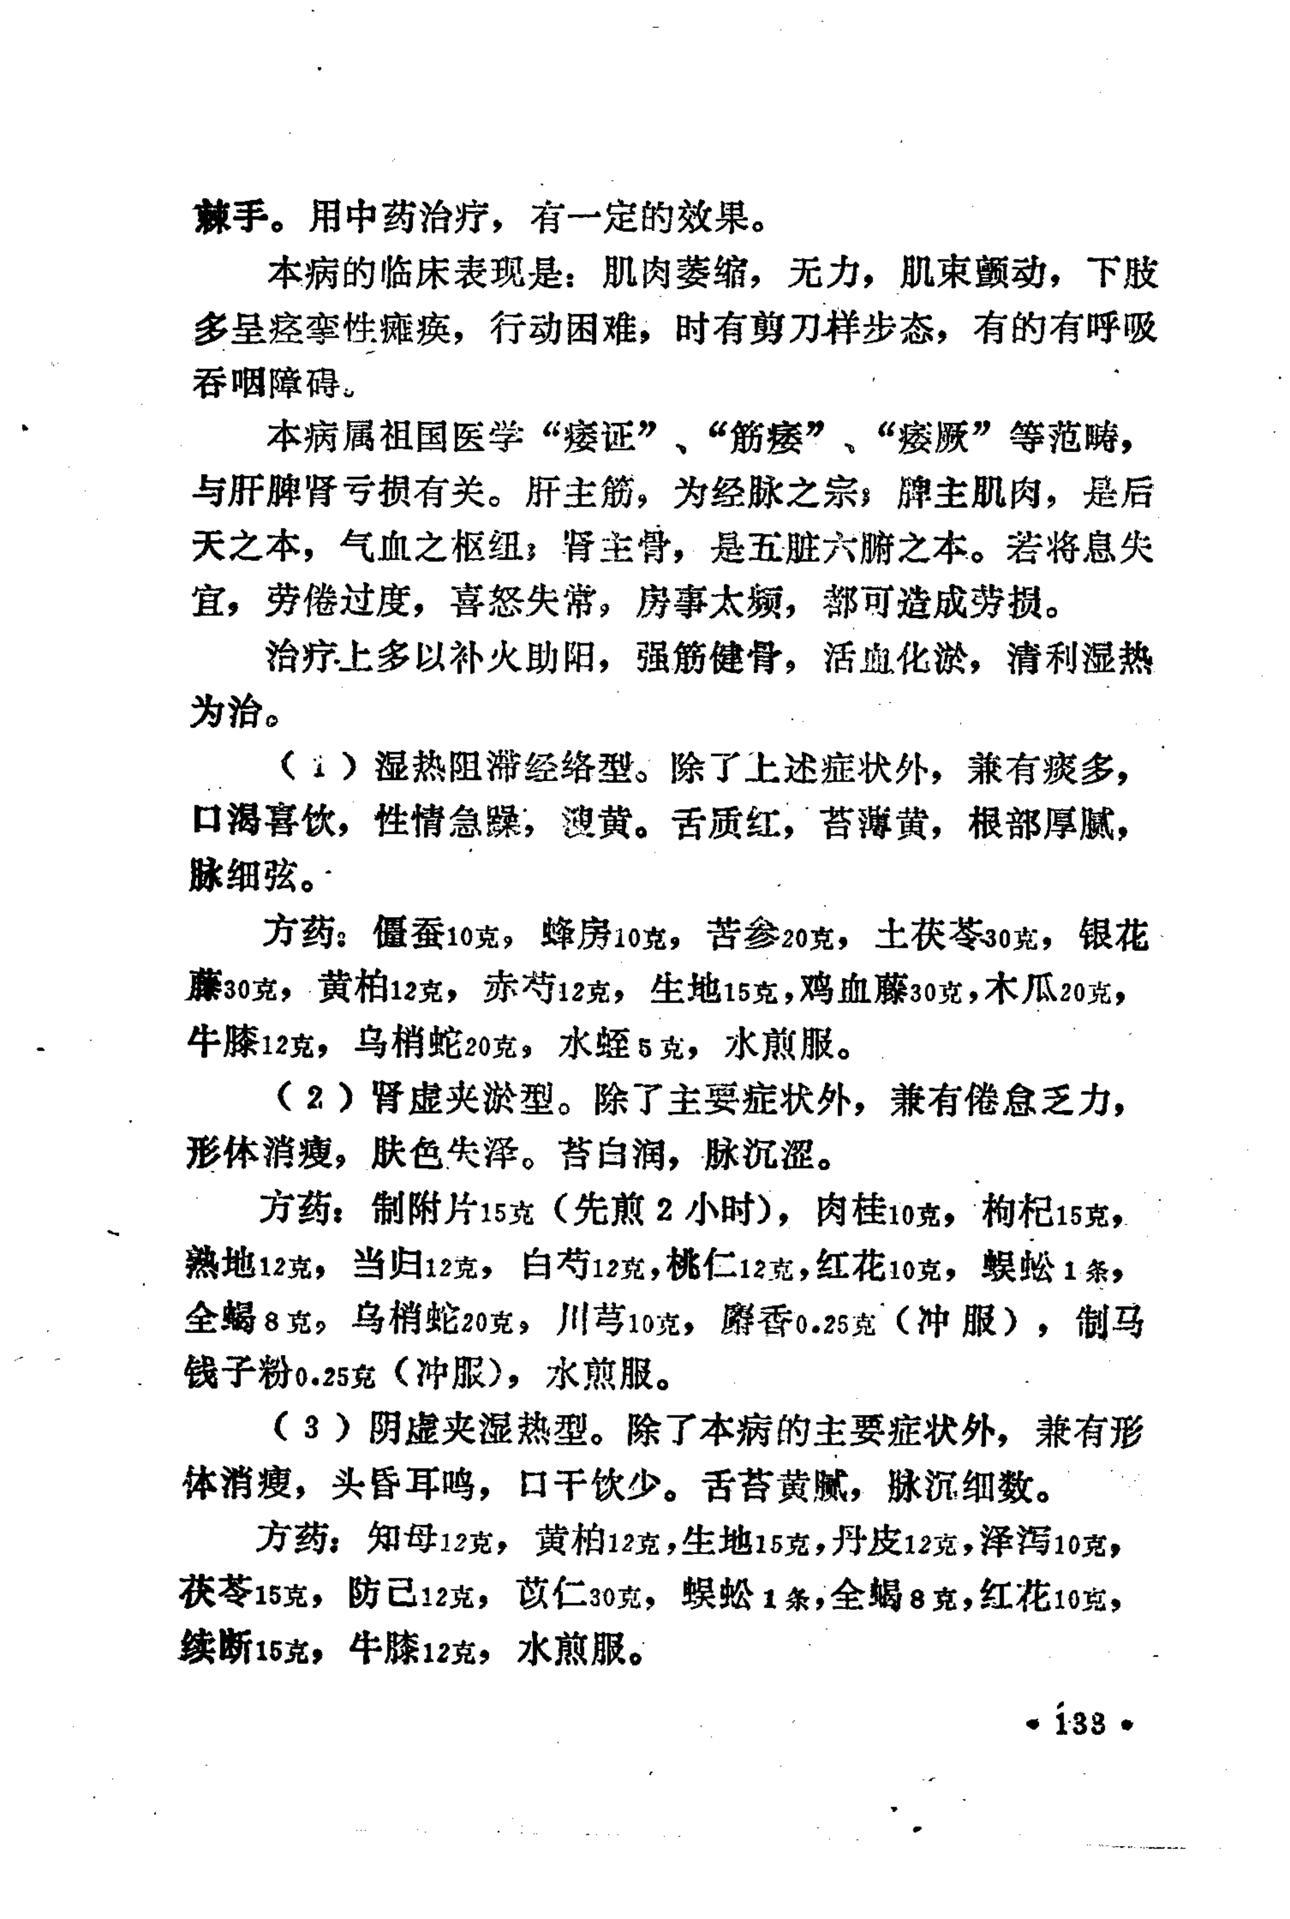 棘手。用中药治疗，有一定的效果。
本病的临床表现是：肌肉萎缩，无力，肌束颤动，下肢
多呈痉挛性瘫痪，行动困难，时有剪刀样步态，有的有呼吸
吞咽障碍。
本病属祖国医学“痿证”、“筋痿”、“痿厥”等范畴，
与肝脾肾亏损有关。肝主筋，为经脉之宗；脾主肌肉，是后
天之本，气血之枢纽；肾主骨，是五脏六腑之本。若将息失
宜，劳倦过度，喜怒失常，房事太频，都可造成劳损。
治疗上多以补火助阳，强筋健骨，活血化淤，清利湿热
为治。
（1）湿热阻滞经络型。除了上述症状外，兼有痰多，
口渴喜饮，性情急躁，溲黄。舌质红，苔薄黄，根部厚腻，
脉细弦。
方药：僵蚕10克，蜂房10克，苦参20克，土茯苓30克，银花
藤30克，黄柏12克，赤芍12克，生地15克，鸡血藤30克，木瓜20克，
牛膝12克，乌梢蛇20克，水蛭5克，水煎服。
（2）肾虚夹淤型。除了主要症状外，兼有倦怠乏力，
形体消瘦，肤色失泽。苔白润，脉沉涩。
方药：制附片15克（先煎2小时），肉桂10克，枸杞15克，
熟地12克，当归12克，白芍12克，桃仁12克，红花10克，蜈蚣1条，
全蝎8克，乌梢蛇20克，川芎10克，麝香0.25克（冲服），制马
钱子粉0.25克（冲服），水煎服。
（3）阴虚夹湿热型。除了本病的主要症状外，兼有形
体消瘦，头昏耳鸣，口干饮少。舌苔黄腻，脉沉细数。
方药：知母12克，黄柏12克，生地15克，丹皮12克，泽泻10克，
茯苓15克，防己12克，苡仁30克，蜈蚣1条，全蝎8克，红花10克，
续断15克，牛膝12克，水煎服。
• 133 •